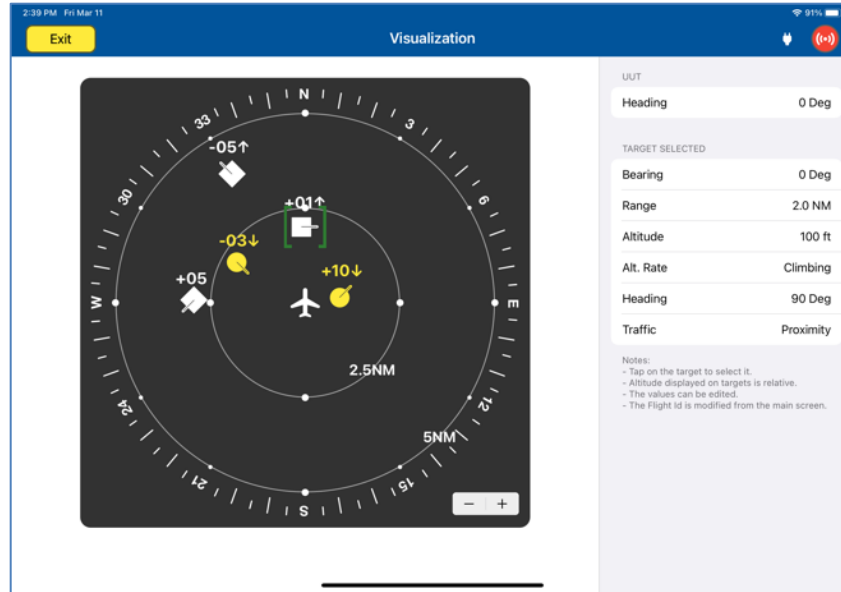 2:39 PM Fri Mar 11
91%
Exit
Visualization
N
33
3
-05↑
30
6
+01↑
-03↓
+10↓
+05
W
E
2.5NM
24
12
5NM
21
15
S
− +
UUT
Heading 0 Deg
TARGET SELECTED
Bearing 0 Deg
Range 2.0 NM
Altitude 100 ft
Alt. Rate Climbing
Heading 90 Deg
Traffic Proximity
Notes:
- Tap on the target to select it.
- Altitude displayed on targets is relative.
- The values can be edited.
- The Flight Id is modified from the main screen.